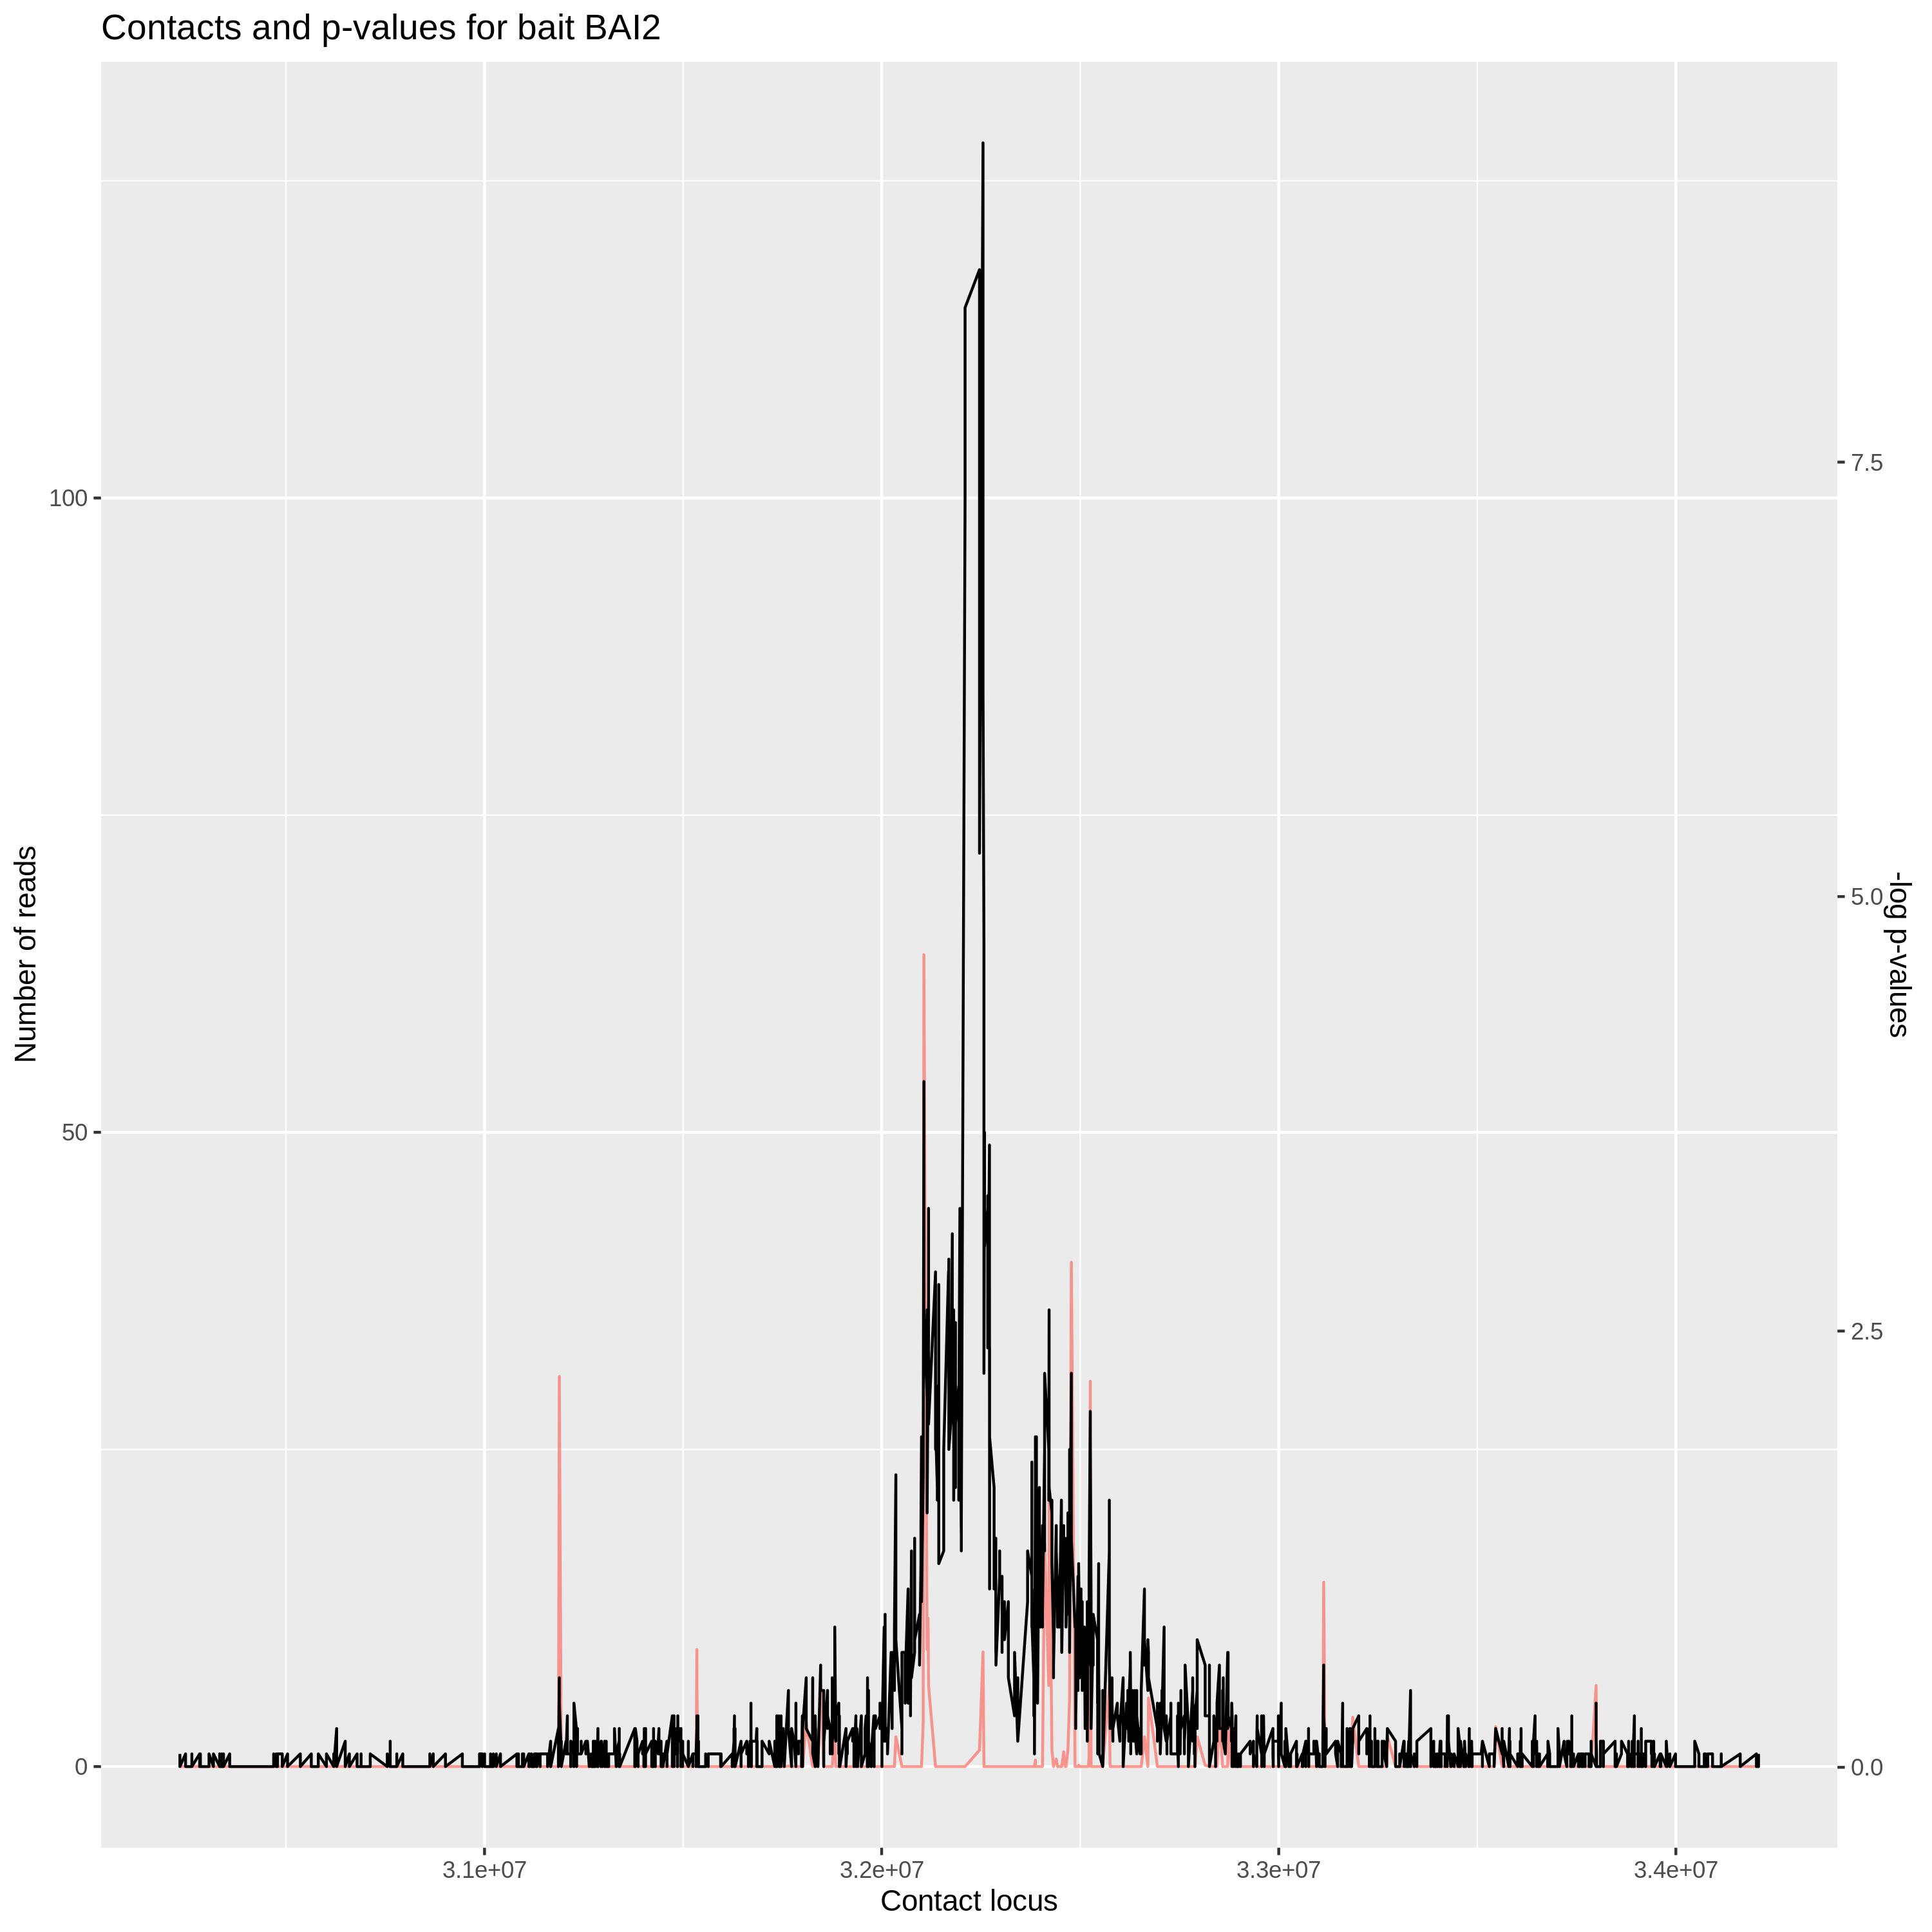 Contacts and p-values for bait BAI2
Number of reads
100
50
0
7.5
5.0
2.5
0.0
-log p-values
3.1e+07
3.2e+07
3.3e+07
3.4e+07
Contact locus